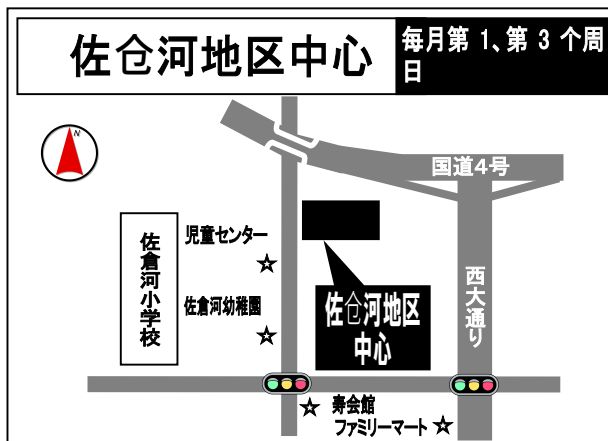 佐仓河地区中心
每月第 1、第 3 个周
日
N
国道4号
児童センター
佐倉河小学校
佐倉河幼稚園
西大通り
佐仓河地区
中心
寿会館
ファミリーマート